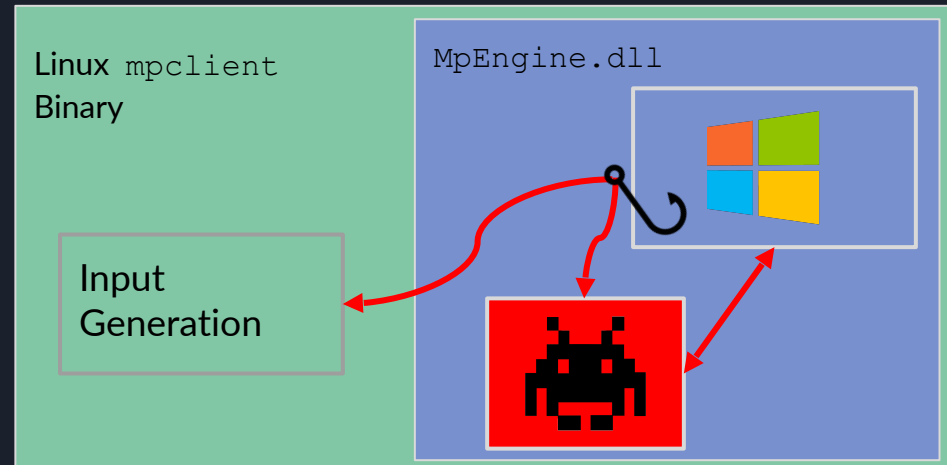 Linux mpclient
Binary
MpEngine.dll
Input
Generation